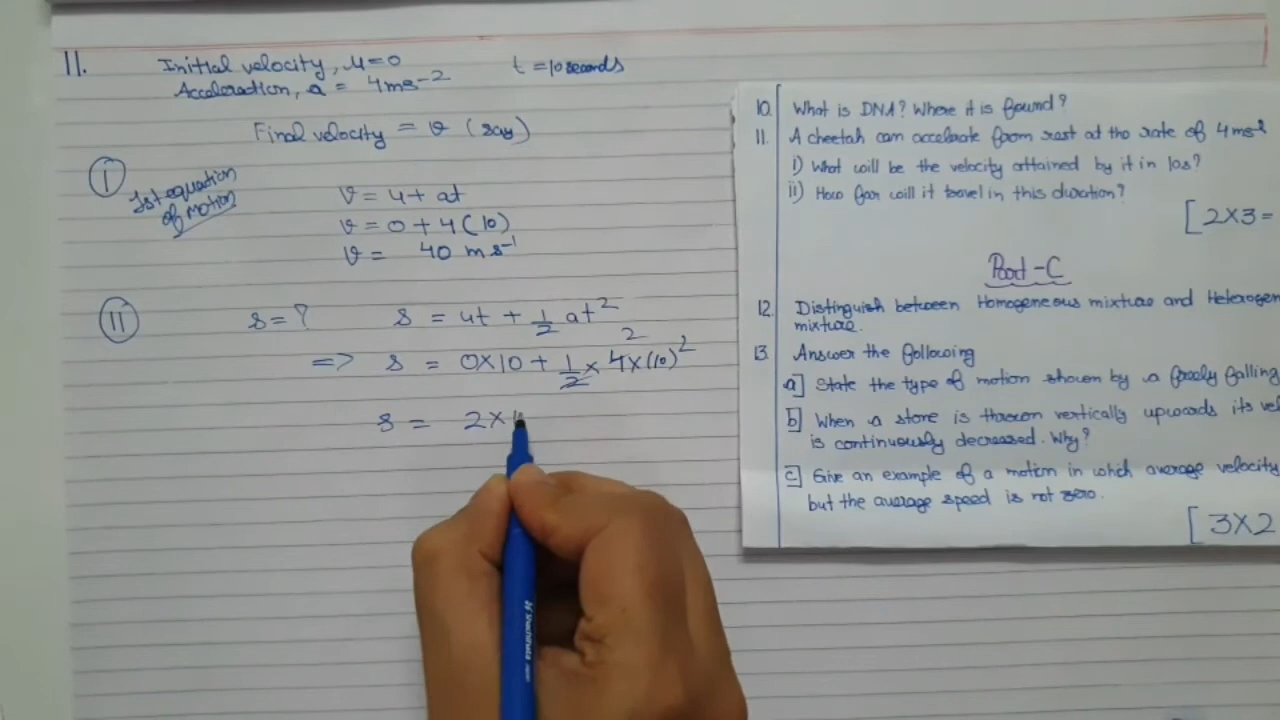 11. Initial velocity, u=0 t = 10 seconds
Acceleration, a = 4ms-2
Final velocity = v (say)
I
1st equation
of motion
v = u + at
v = 0 + 4(10)
v = 40 ms-1
II s = ? s = ut + 1/2 at2
2
=> s = 0×10 + 1/2 × 4×(10)2
s = 2×1
10. What is DNA? Where it is found?
11. A cheetah can accelerate from rest at the rate of 4ms-2
i) What will be the velocity attained by it in 10s?
ii) How far will it travel in this duration?
[2×3=
Part-C
12. Distinguish between Homogeneous mixture and Heterogen
mixture.
13. Answer the following
a] State the type of motion shown by a freely falling
b] When a stone is thrown vertically upwards its vel
is continuously decreased. Why?
c] Give an example of a motion in which average velocity
but the average speed is not zero.
[3×2